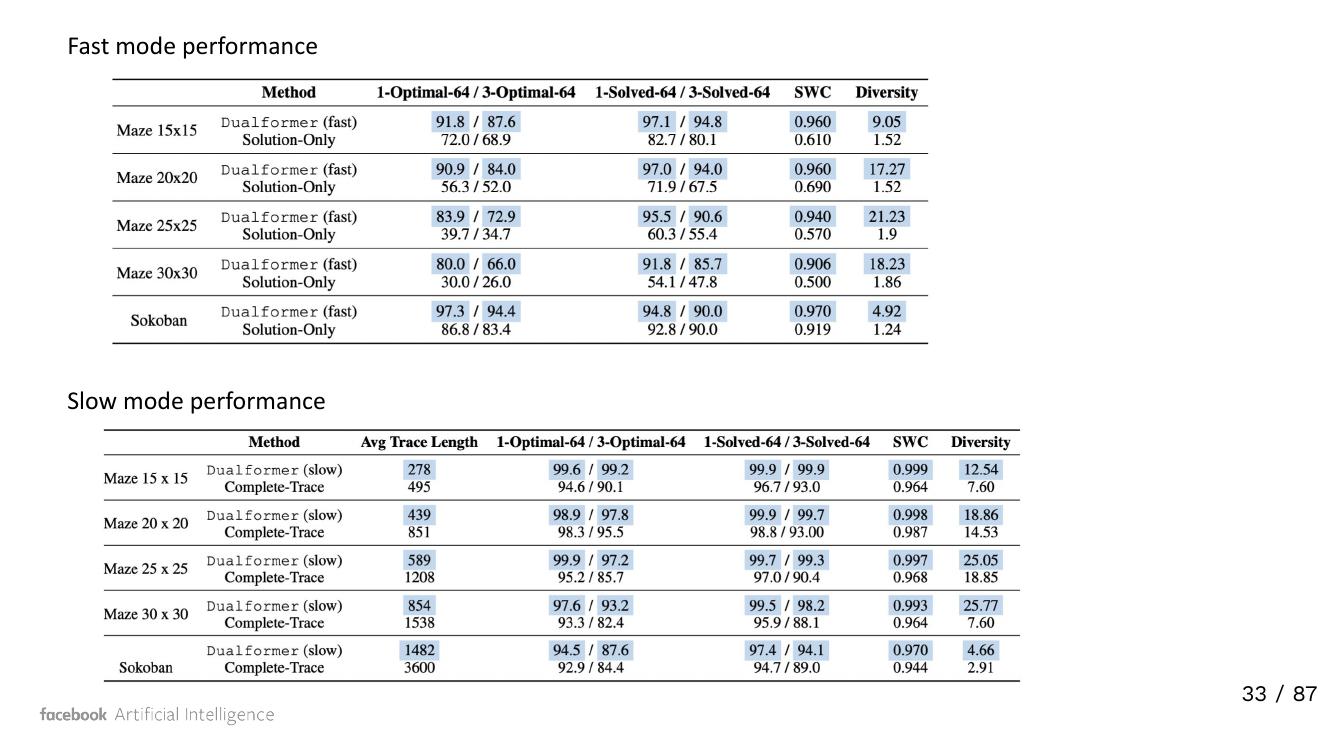 Fast mode performance
Method 1-Optimal-64 / 3-Optimal-64 1-Solved-64 / 3-Solved-64 SWC Diversity
Maze 15x15
Dualformer (fast) 91.8 / 87.6 97.1 / 94.8 0.960 9.05
Solution-Only 72.0 / 68.9 82.7 / 80.1 0.610 1.52
Maze 20x20
Dualformer (fast) 90.9 / 84.0 97.0 / 94.0 0.960 17.27
Solution-Only 56.3 / 52.0 71.9 / 67.5 0.690 1.52
Maze 25x25
Dualformer (fast) 83.9 / 72.9 95.5 / 90.6 0.940 21.23
Solution-Only 39.7 / 34.7 60.3 / 55.4 0.570 1.9
Maze 30x30
Dualformer (fast) 80.0 / 66.0 91.8 / 85.7 0.906 18.23
Solution-Only 30.0 / 26.0 54.1 / 47.8 0.500 1.86
Sokoban
Dualformer (fast) 97.3 / 94.4 94.8 / 90.0 0.970 4.92
Solution-Only 86.8 / 83.4 92.8 / 90.0 0.919 1.24
Slow mode performance
Method Avg Trace Length 1-Optimal-64 / 3-Optimal-64 1-Solved-64 / 3-Solved-64 SWC Diversity
Maze 15 x 15
Dualformer (slow) 278 99.6 / 99.2 99.9 / 99.9 0.999 12.54
Complete-Trace 495 94.6 / 90.1 96.7 / 93.0 0.964 7.60
Maze 20 x 20
Dualformer (slow) 439 98.9 / 97.8 99.9 / 99.7 0.998 18.86
Complete-Trace 851 98.3 / 95.5 98.8 / 93.00 0.987 14.53
Maze 25 x 25
Dualformer (slow) 589 99.9 / 97.2 99.7 / 99.3 0.997 25.05
Complete-Trace 1208 95.2 / 85.7 97.0 / 90.4 0.968 18.85
Maze 30 x 30
Dualformer (slow) 854 97.6 / 93.2 99.5 / 98.2 0.993 25.77
Complete-Trace 1538 93.3 / 82.4 95.9 / 88.1 0.964 7.60
Dualformer (slow) 1482 94.5 / 87.6 97.4 / 94.1 0.970 4.66
Sokoban Complete-Trace 3600 92.9 / 84.4 94.7 / 89.0 0.944 2.91
33 / 87
facebook Artificial Intelligence